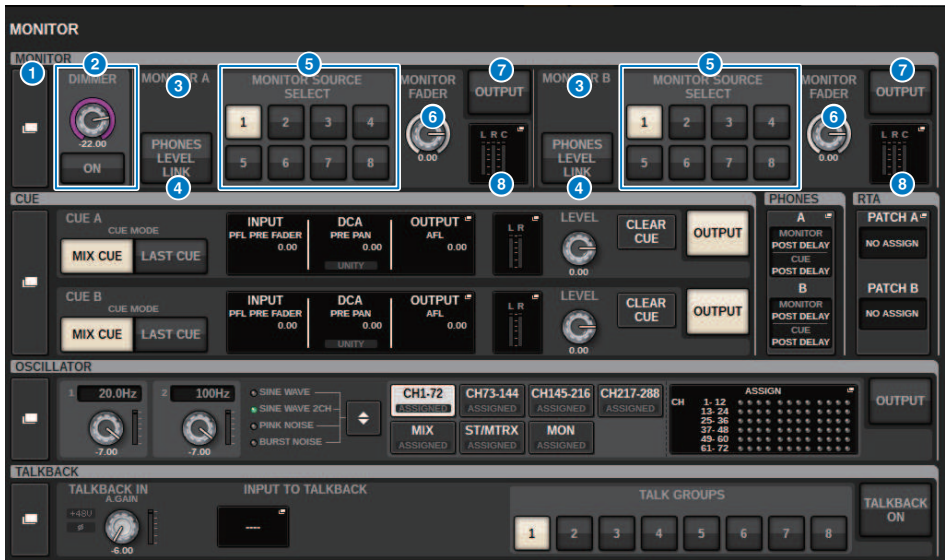 MONITOR
MONITOR
1
2
DIMMER
-22.00
ON
MONITOR A
3
PHONES LEVEL LINK
4
5
MONITOR SOURCE SELECT
1 2 3 4
5 6 7 8
MONITOR FADER
6
0.00
7
OUTPUT
L R C
8
MONITOR B
3
PHONES LEVEL LINK
4
5
MONITOR SOURCE SELECT
1 2 3 4
5 6 7 8
MONITOR FADER
6
0.00
7
OUTPUT
L R C
8
CUE
CUE A
CUE MODE
MIX CUE
LAST CUE
INPUT
PFL PRE FADER
0.00
DCA
PRE PAN
0.00
UNITY
OUTPUT
AFL
0.00
L R
LEVEL
0.00
CLEAR CUE
OUTPUT
CUE B
CUE MODE
MIX CUE
LAST CUE
INPUT
PFL PRE FADER
0.00
DCA
PRE PAN
0.00
UNITY
OUTPUT
AFL
0.00
L R
LEVEL
0.00
CLEAR CUE
OUTPUT
PHONES
A
MONITOR
POST DELAY
CUE
POST DELAY
B
MONITOR
POST DELAY
CUE
POST DELAY
RTA
PATCH A
NO ASSIGN
PATCH B
NO ASSIGN
OSCILLATOR
1 20.0Hz
-7.00
2 100Hz
-7.00
SINE WAVE
SINE WAVE 2CH
PINK NOISE
BURST NOISE
CH1-72
ASSIGNED
CH73-144
ASSIGNED
CH145-216
ASSIGNED
CH217-288
ASSIGNED
MIX
ASSIGNED
ST/MTRX
ASSIGNED
MON
ASSIGNED
ASSIGN
CH 1- 12
13- 24
25- 36
37- 48
49- 60
61- 72
OUTPUT
TALKBACK
TALKBACK IN
A.GAIN
+48V
ø
-6.00
INPUT TO TALKBACK
----
TALK GROUPS
1 2 3 4 5 6 7 8
TALKBACK ON